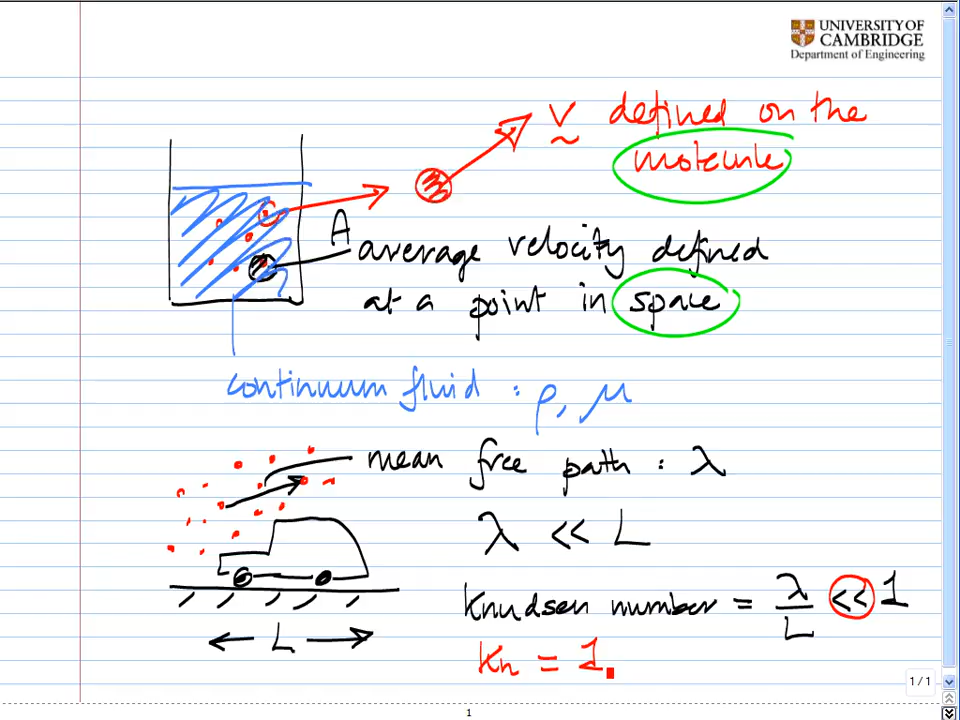 UNIVERSITY OF
CAMBRIDGE
Department of Engineering
v defined on the
molecule
A
average velocity defined
at a point in space
continuum fluid : ρ, μ
mean free path : λ
λ << L
Knudsen number = λ/L << 1
L
Kn = 1.
1 / 1
1